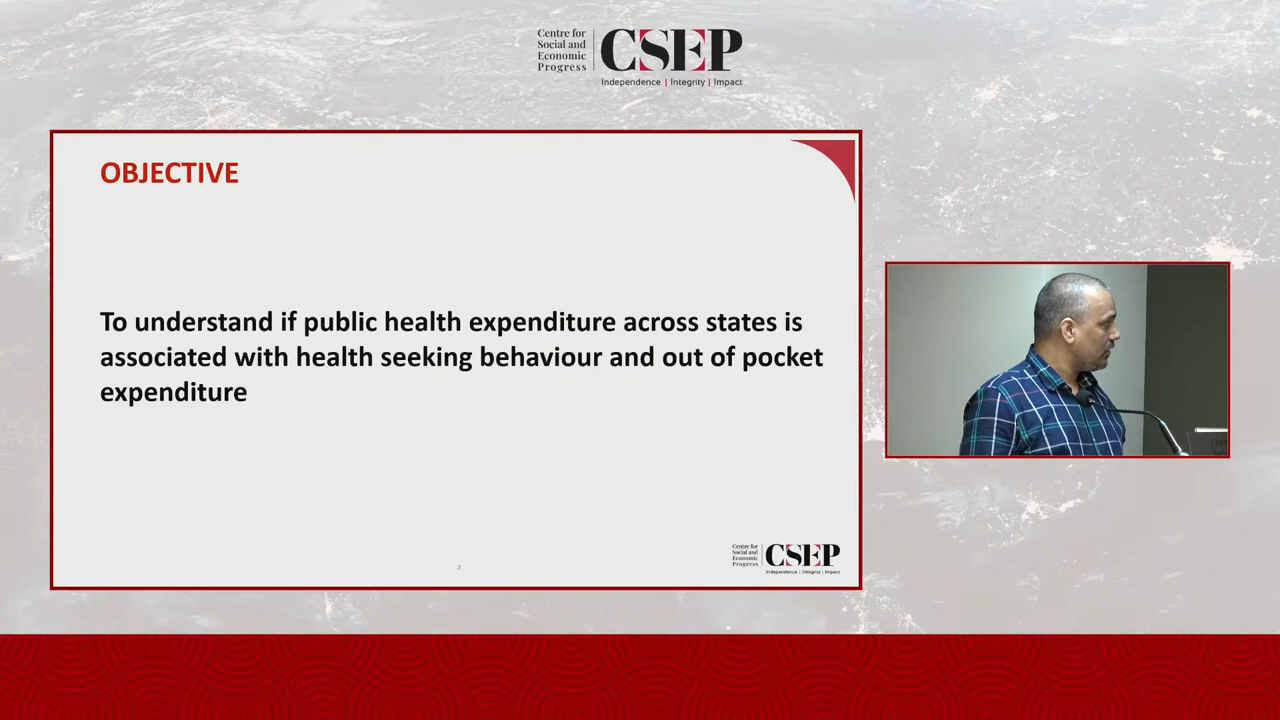 Centre for
Social and
Economic
Progress
CSEP
Independence | Integrity | Impact
OBJECTIVE
To understand if public health expenditure across states is
associated with health seeking behaviour and out of pocket
expenditure
2
Centre for
Social and
Economic
Progress
CSEP
Independence | Integrity | Impact